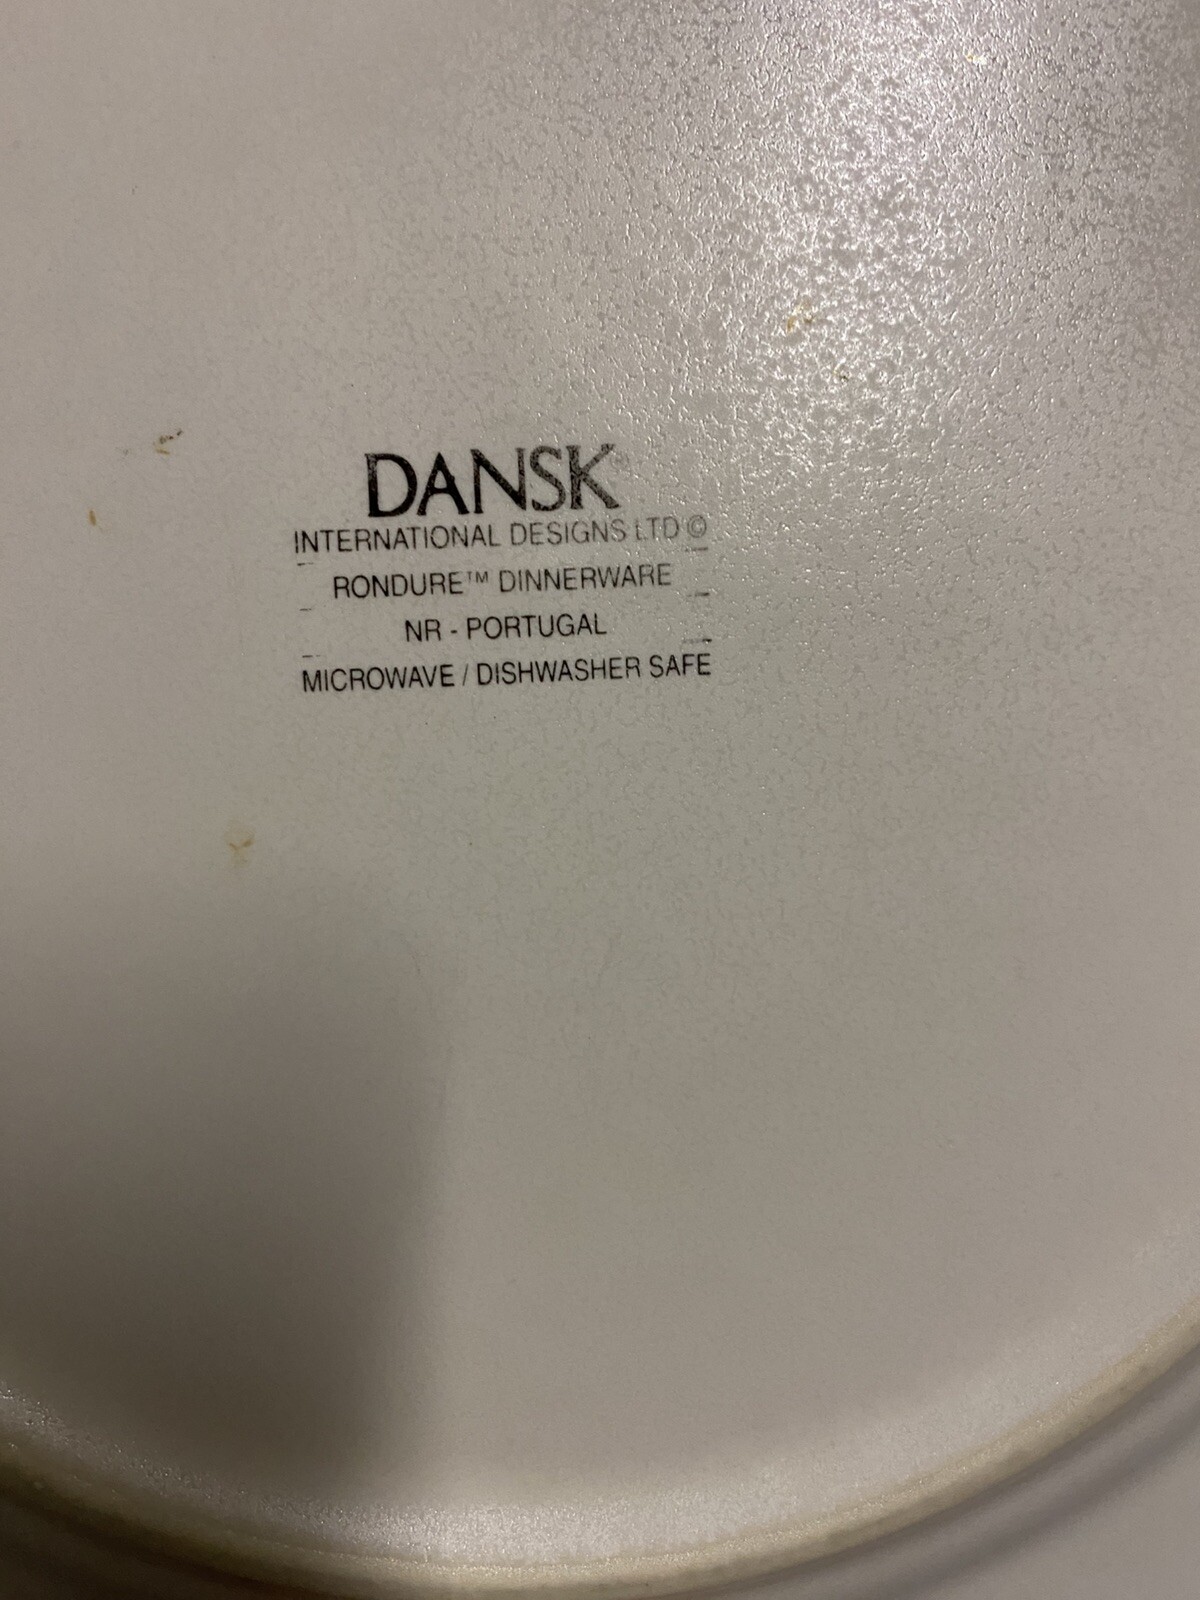 DANSK
INTERNATIONAL DESIGNS LTD ©
RONDURE™ DINNERWARE
NR - PORTUGAL
MICROWAVE / DISHWASHER SAFE